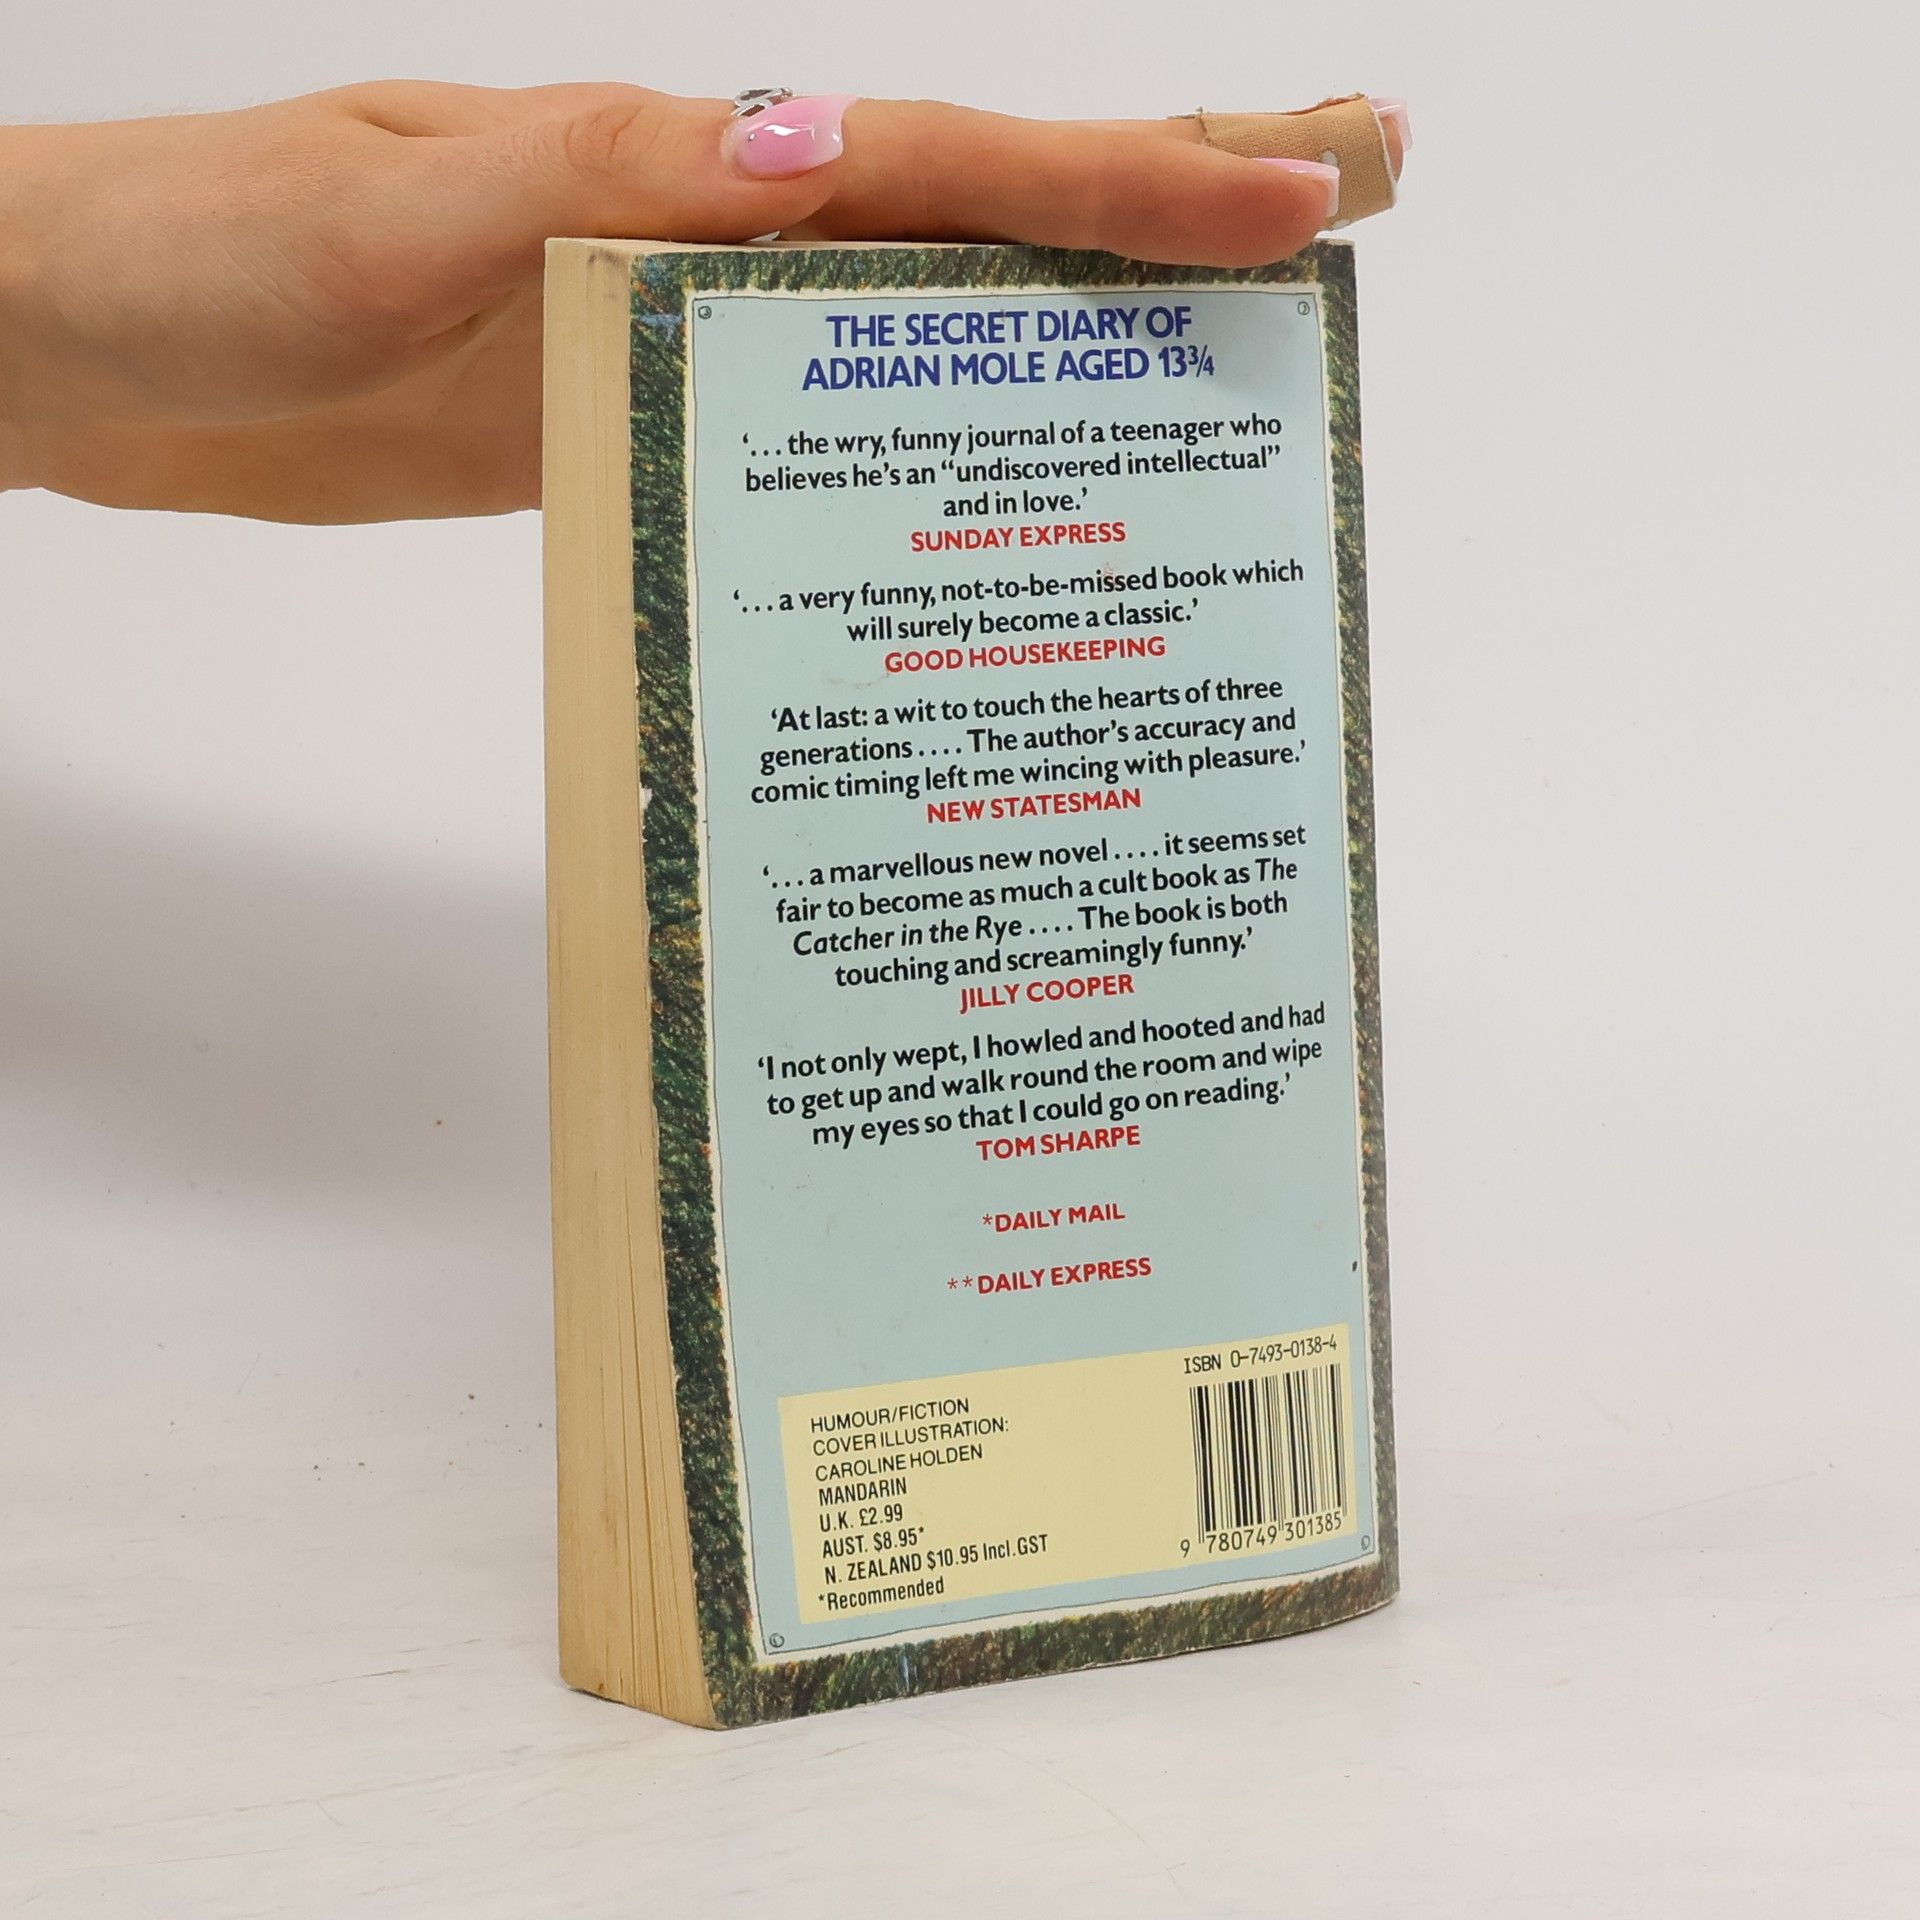 THE SECRET DIARY OF
ADRIAN MOLE AGED 13¾
‘... the wry, funny journal of a teenager who
believes he’s an “undiscovered intellectual”
and in love.’
SUNDAY EXPRESS
‘... a very funny, not-to-be-missed book which
will surely become a classic.’
GOOD HOUSEKEEPING
‘At last: a wit to touch the hearts of three
generations .... The author’s accuracy and
comic timing left me wincing with pleasure.’
NEW STATESMAN
‘... a marvellous new novel .... it seems set
fair to become as much a cult book as The
Catcher in the Rye .... The book is both
touching and screamingly funny.’
JILLY COOPER
‘I not only wept, I howled and hooted and had
to get up and walk round the room and wipe
my eyes so that I could go on reading.’
TOM SHARPE
*DAILY MAIL
**DAILY EXPRESS
ISBN 0-7493-0138-4
HUMOUR/FICTION
COVER ILLUSTRATION:
CAROLINE HOLDEN
MANDARIN
U.K. £2.99
AUST. $8.95*
N. ZEALAND $10.95 Incl. GST
*Recommended
9 780749 301385